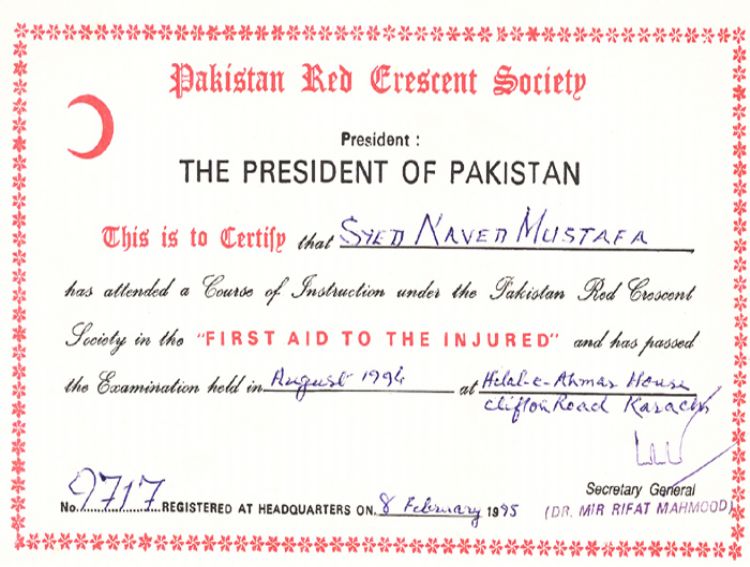 Pakistan Red Crescent Society
President :
THE PRESIDENT OF PAKISTAN
This is to Certify that SYED NAVED MUSTAFA
has attended a Course of Instruction under the Pakistan Red Crescent
Society in the "FIRST AID TO THE INJURED" and has passed
the Examination held in August 1994 at Helal-e-Ahmar House
Clifton Road Karachi
No. 9717 REGISTERED AT HEADQUARTERS ON. 8 February 1995
Secretary General
(DR. MIR RIFAT MAHMOOD)